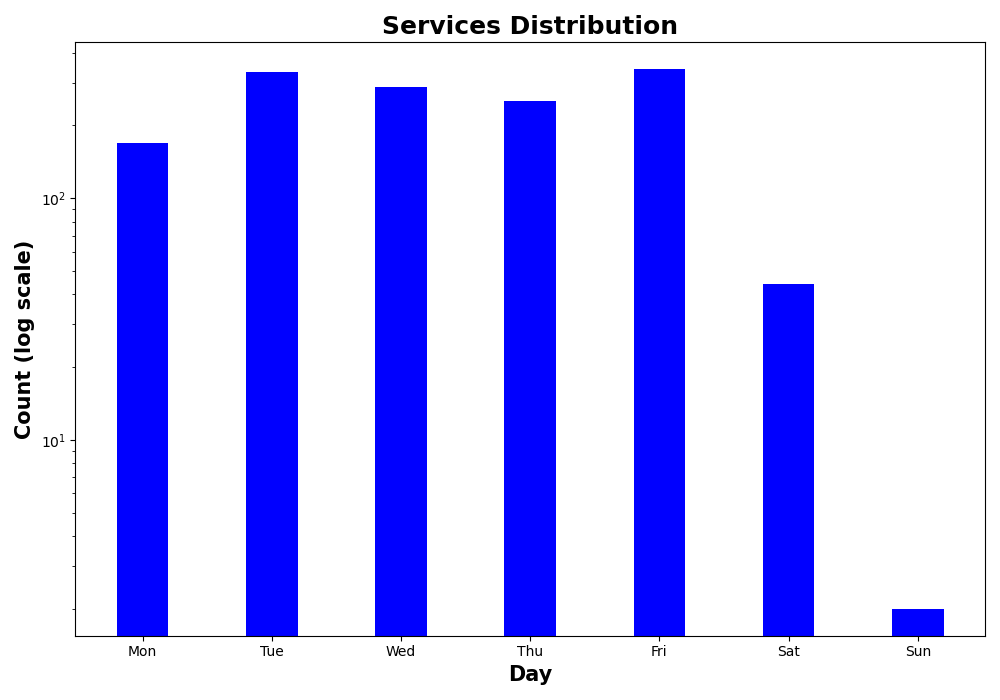 Services Distribution
Count (log scale)
10²
10¹
Mon Tue Wed Thu Fri Sat Sun
Day